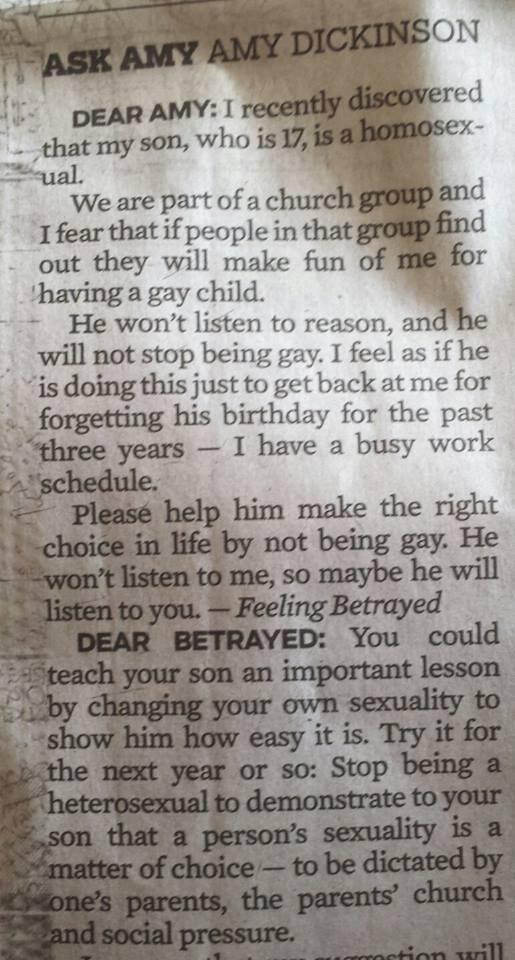 ASK AMY AMY DICKINSON
DEAR AMY: I recently discovered
that my son, who is 17, is a homosex-
ual.
We are part of a church group and
I fear that if people in that group find
out they will make fun of me for
having a gay child.
He won't listen to reason, and he
will not stop being gay. I feel as if he
is doing this just to get back at me for
forgetting his birthday for the past
three years — I have a busy work
schedule.
Please help him make the right
choice in life by not being gay. He
won't listen to me, so maybe he will
listen to you. — Feeling Betrayed
DEAR BETRAYED: You could
teach your son an important lesson
by changing your own sexuality to
show him how easy it is. Try it for
the next year or so: Stop being a
heterosexual to demonstrate to your
son that a person's sexuality is a
matter of choice — to be dictated by
one's parents, the parents' church
and social pressure.
will